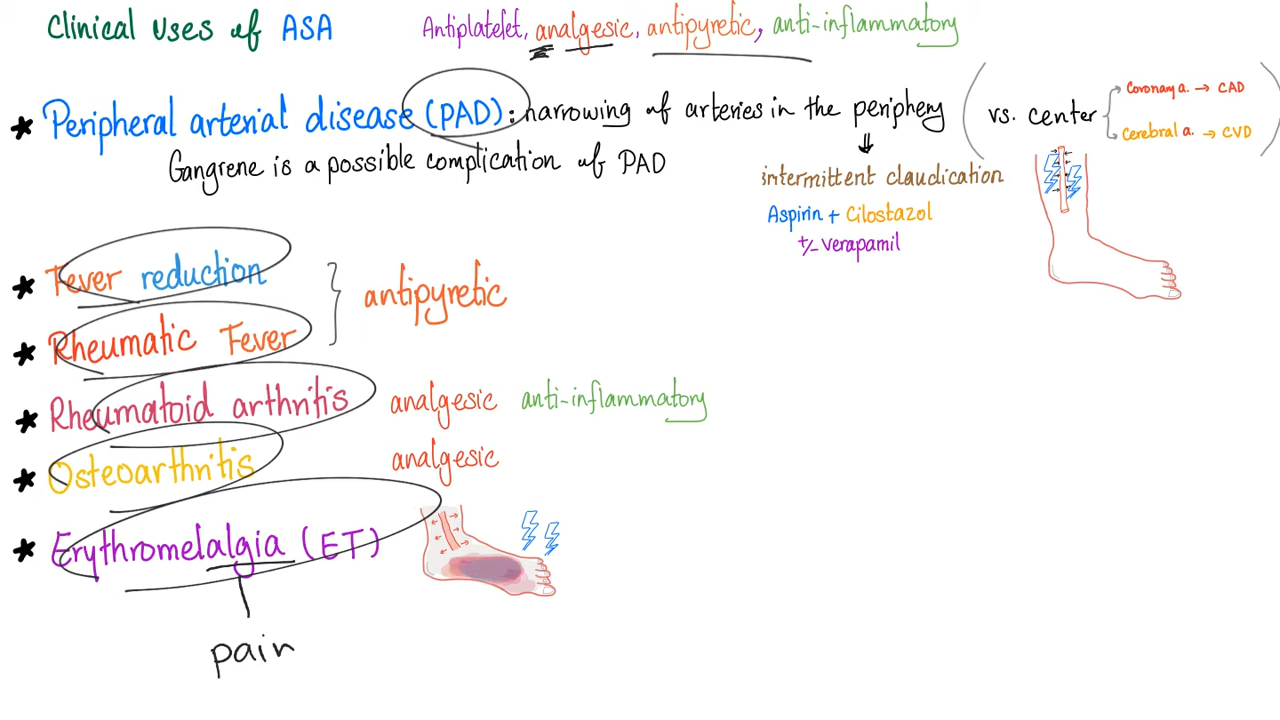 Clinical uses of ASA
Antiplatelet, analgesic, antipyretic, anti-inflammatory
* Peripheral arterial disease (PAD): narrowing of arteries in the periphery
(vs. center
Coronary a. → CAD
Cerebral a. → CVD)
Gangrene is a possible complication of PAD
intermittent claudication
Aspirin + Cilostazol
+/- verapamil
* Fever reduction
* Rheumatic Fever
} antipyretic
* Rheumatoid arthritis analgesic anti-inflammatory
* Osteoarthritis analgesic
* Erythromelalgia (ET)
pain